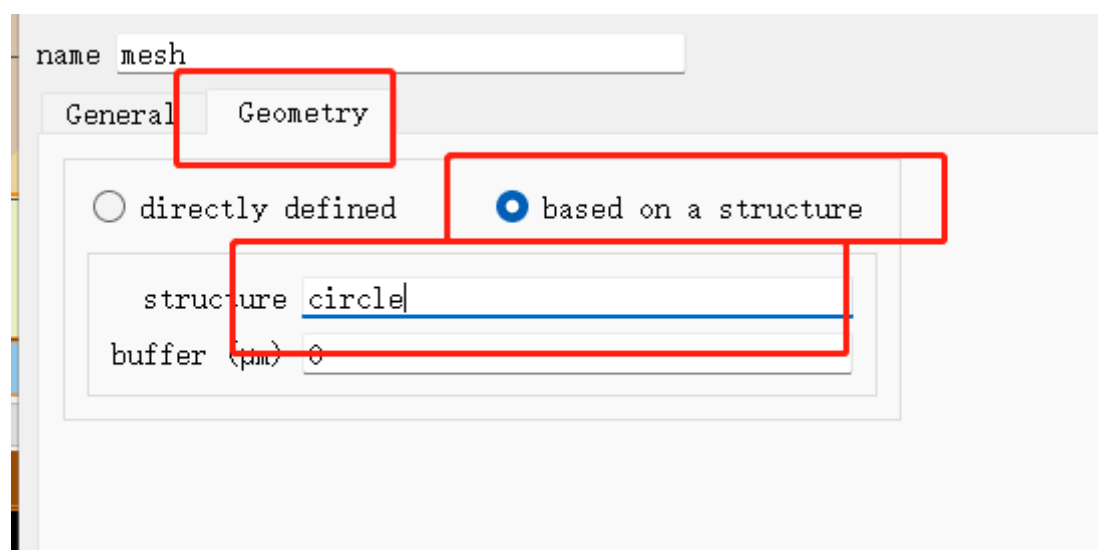 name mesh
General Geometry
directly defined based on a structure
structure circle
buffer (μm) 0